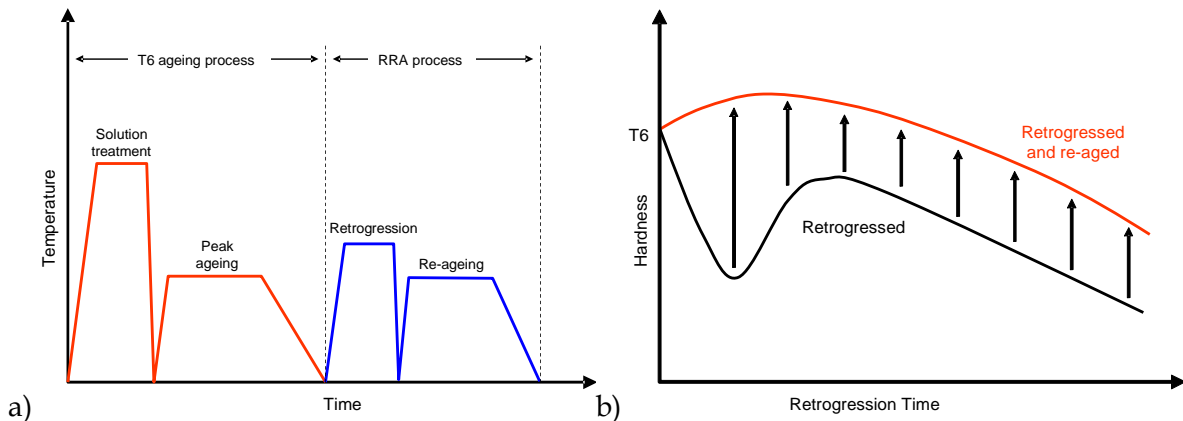 T6 ageing process
RRA process
Solution
treatment
Peak
ageing
Retrogression
Re-ageing
Temperature
Time
a)
T6
Retrogressed
and re-aged
Retrogressed
Hardness
Retrogression Time
b)